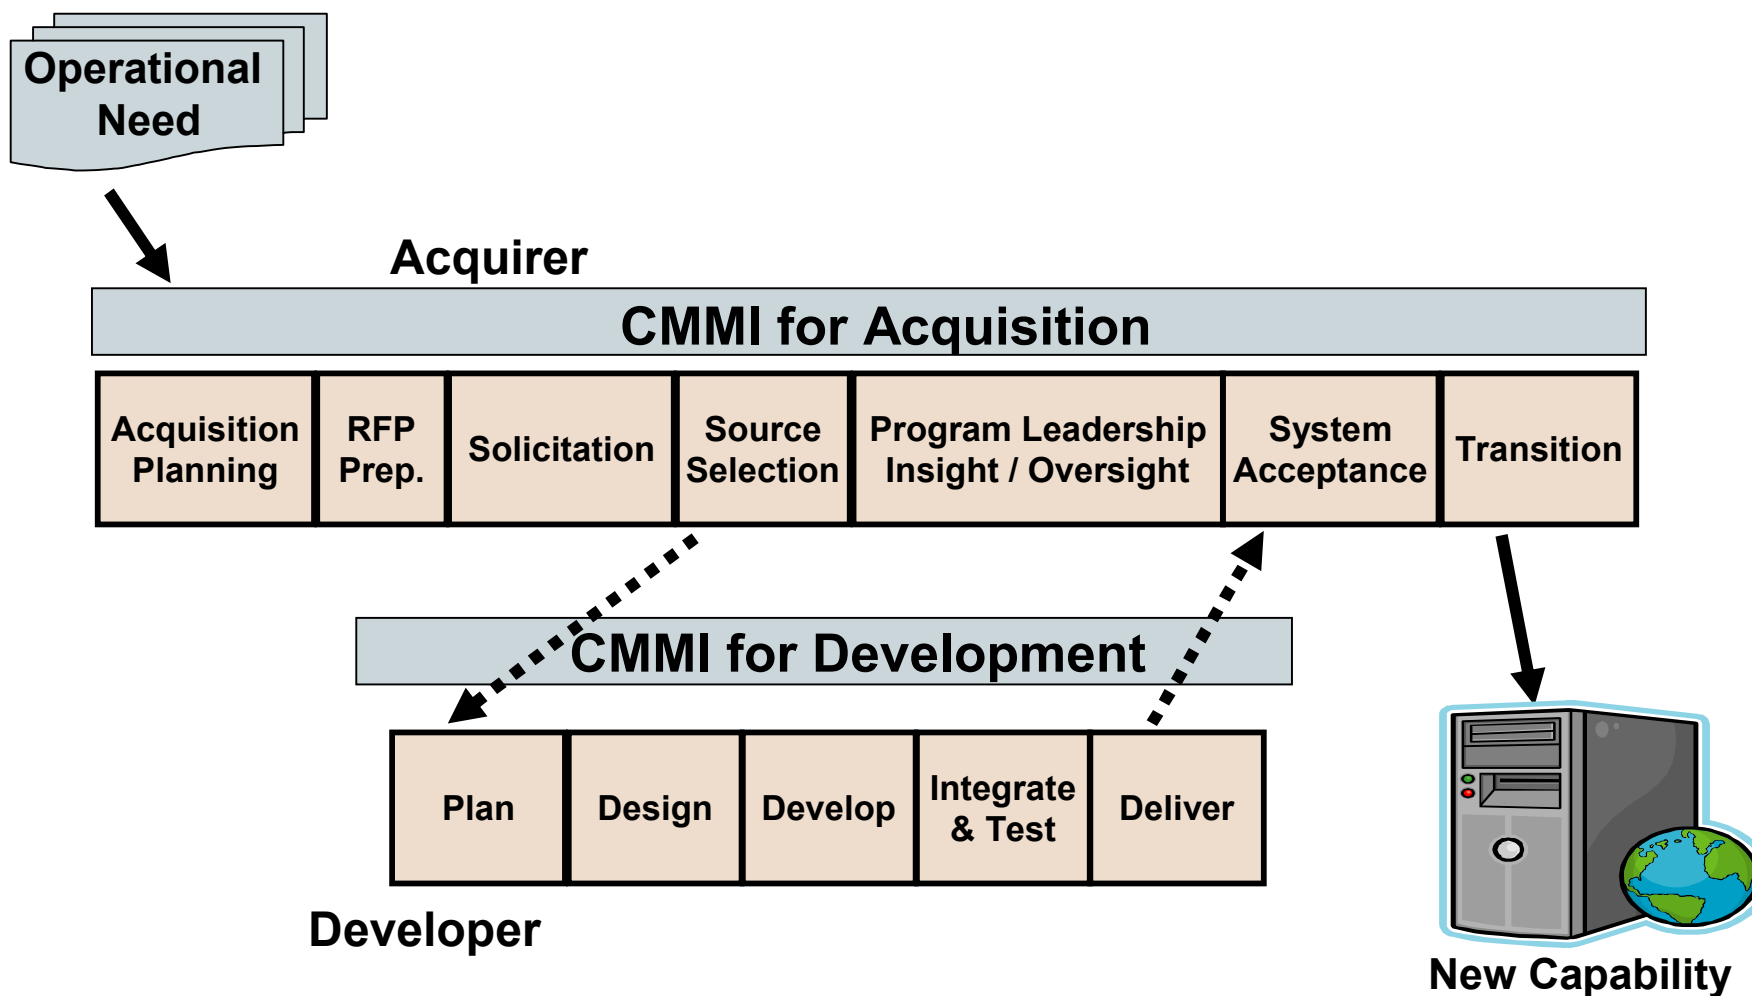 Operational
Need
Acquirer
CMMI for Acquisition
Acquisition
Planning
RFP
Prep.
Solicitation
Source
Selection
Program Leadership
Insight / Oversight
System
Acceptance
Transition
CMMI for Development
Plan
Design
Develop
Integrate
& Test
Deliver
Developer
New Capability